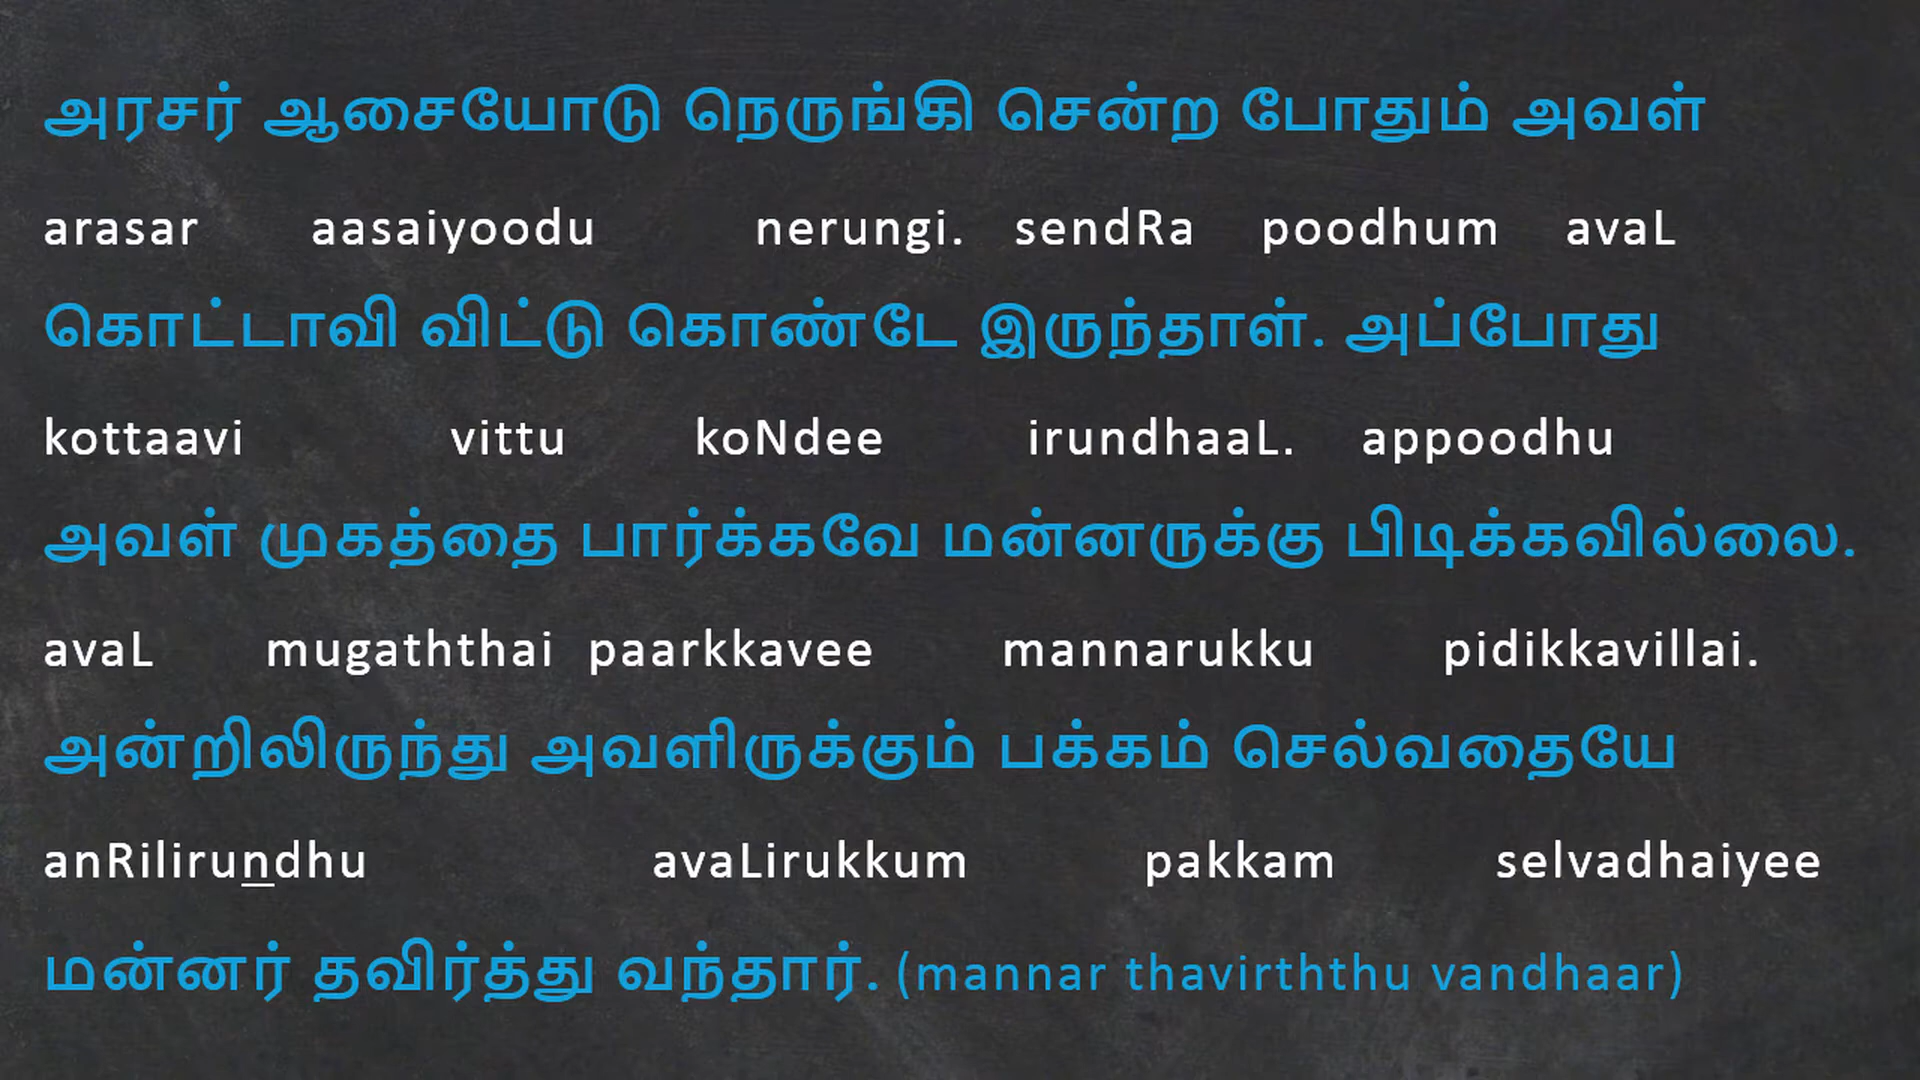 அரசர் ஆசையோடு நெருங்கி சென்ற போதும் அவள்
arasar aasaiyoodu nerungi. sendRa poodhum avaL
கொட்டாவி விட்டு கொண்டே இருந்தாள். அப்போது
kottaavi vittu koNdee irundhaaL. appoodhu
அவள் முகத்தை பார்க்கவே மன்னருக்கு பிடிக்கவில்லை.
avaL mugaththai paarkkavee mannarukku pidikkavillai.
அன்றிலிருந்து அவளிருக்கும் பக்கம் செல்வதையே
anRilirundhu avaLirukkum pakkam selvadhaiyee
மன்னர் தவிர்த்து வந்தார். (mannar thavirththu vandhaar)